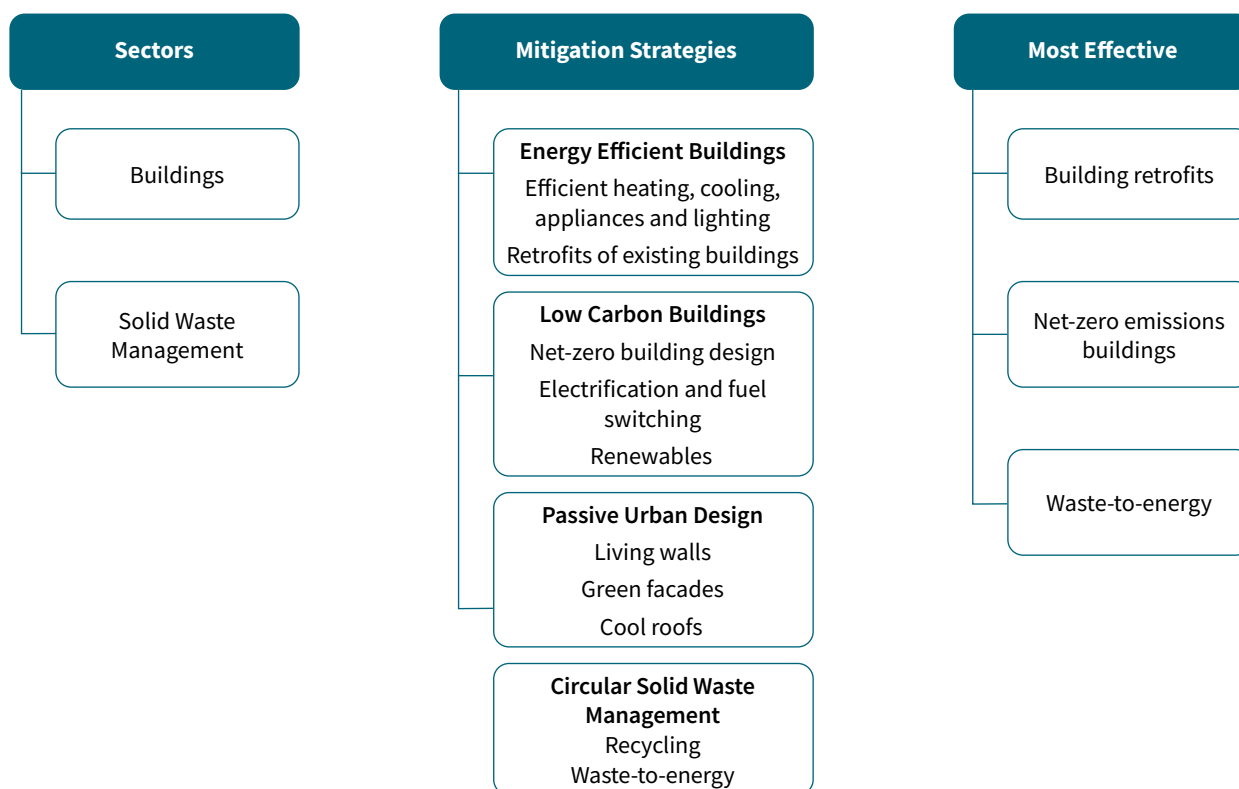 Sectors
Buildings
Solid Waste
Management
Mitigation Strategies
Energy Efficient Buildings
Efficient heating, cooling,
appliances and lighting
Retrofits of existing buildings
Low Carbon Buildings
Net-zero building design
Electrification and fuel
switching
Renewables
Passive Urban Design
Living walls
Green facades
Cool roofs
Circular Solid Waste
Management
Recycling
Waste-to-energy
Most Effective
Building retrofits
Net-zero emissions
buildings
Waste-to-energy